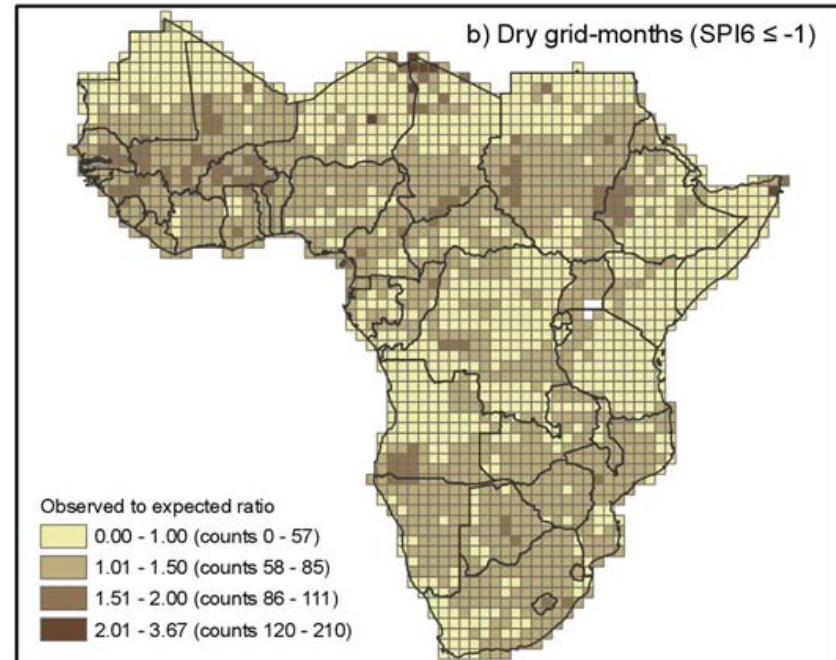 b) Dry grid-months (SPI6 ≤ -1)
Observed to expected ratio
0.00 - 1.00 (counts 0 - 57)
1.01 - 1.50 (counts 58 - 85)
1.51 - 2.00 (counts 86 - 111)
2.01 - 3.67 (counts 120 - 210)